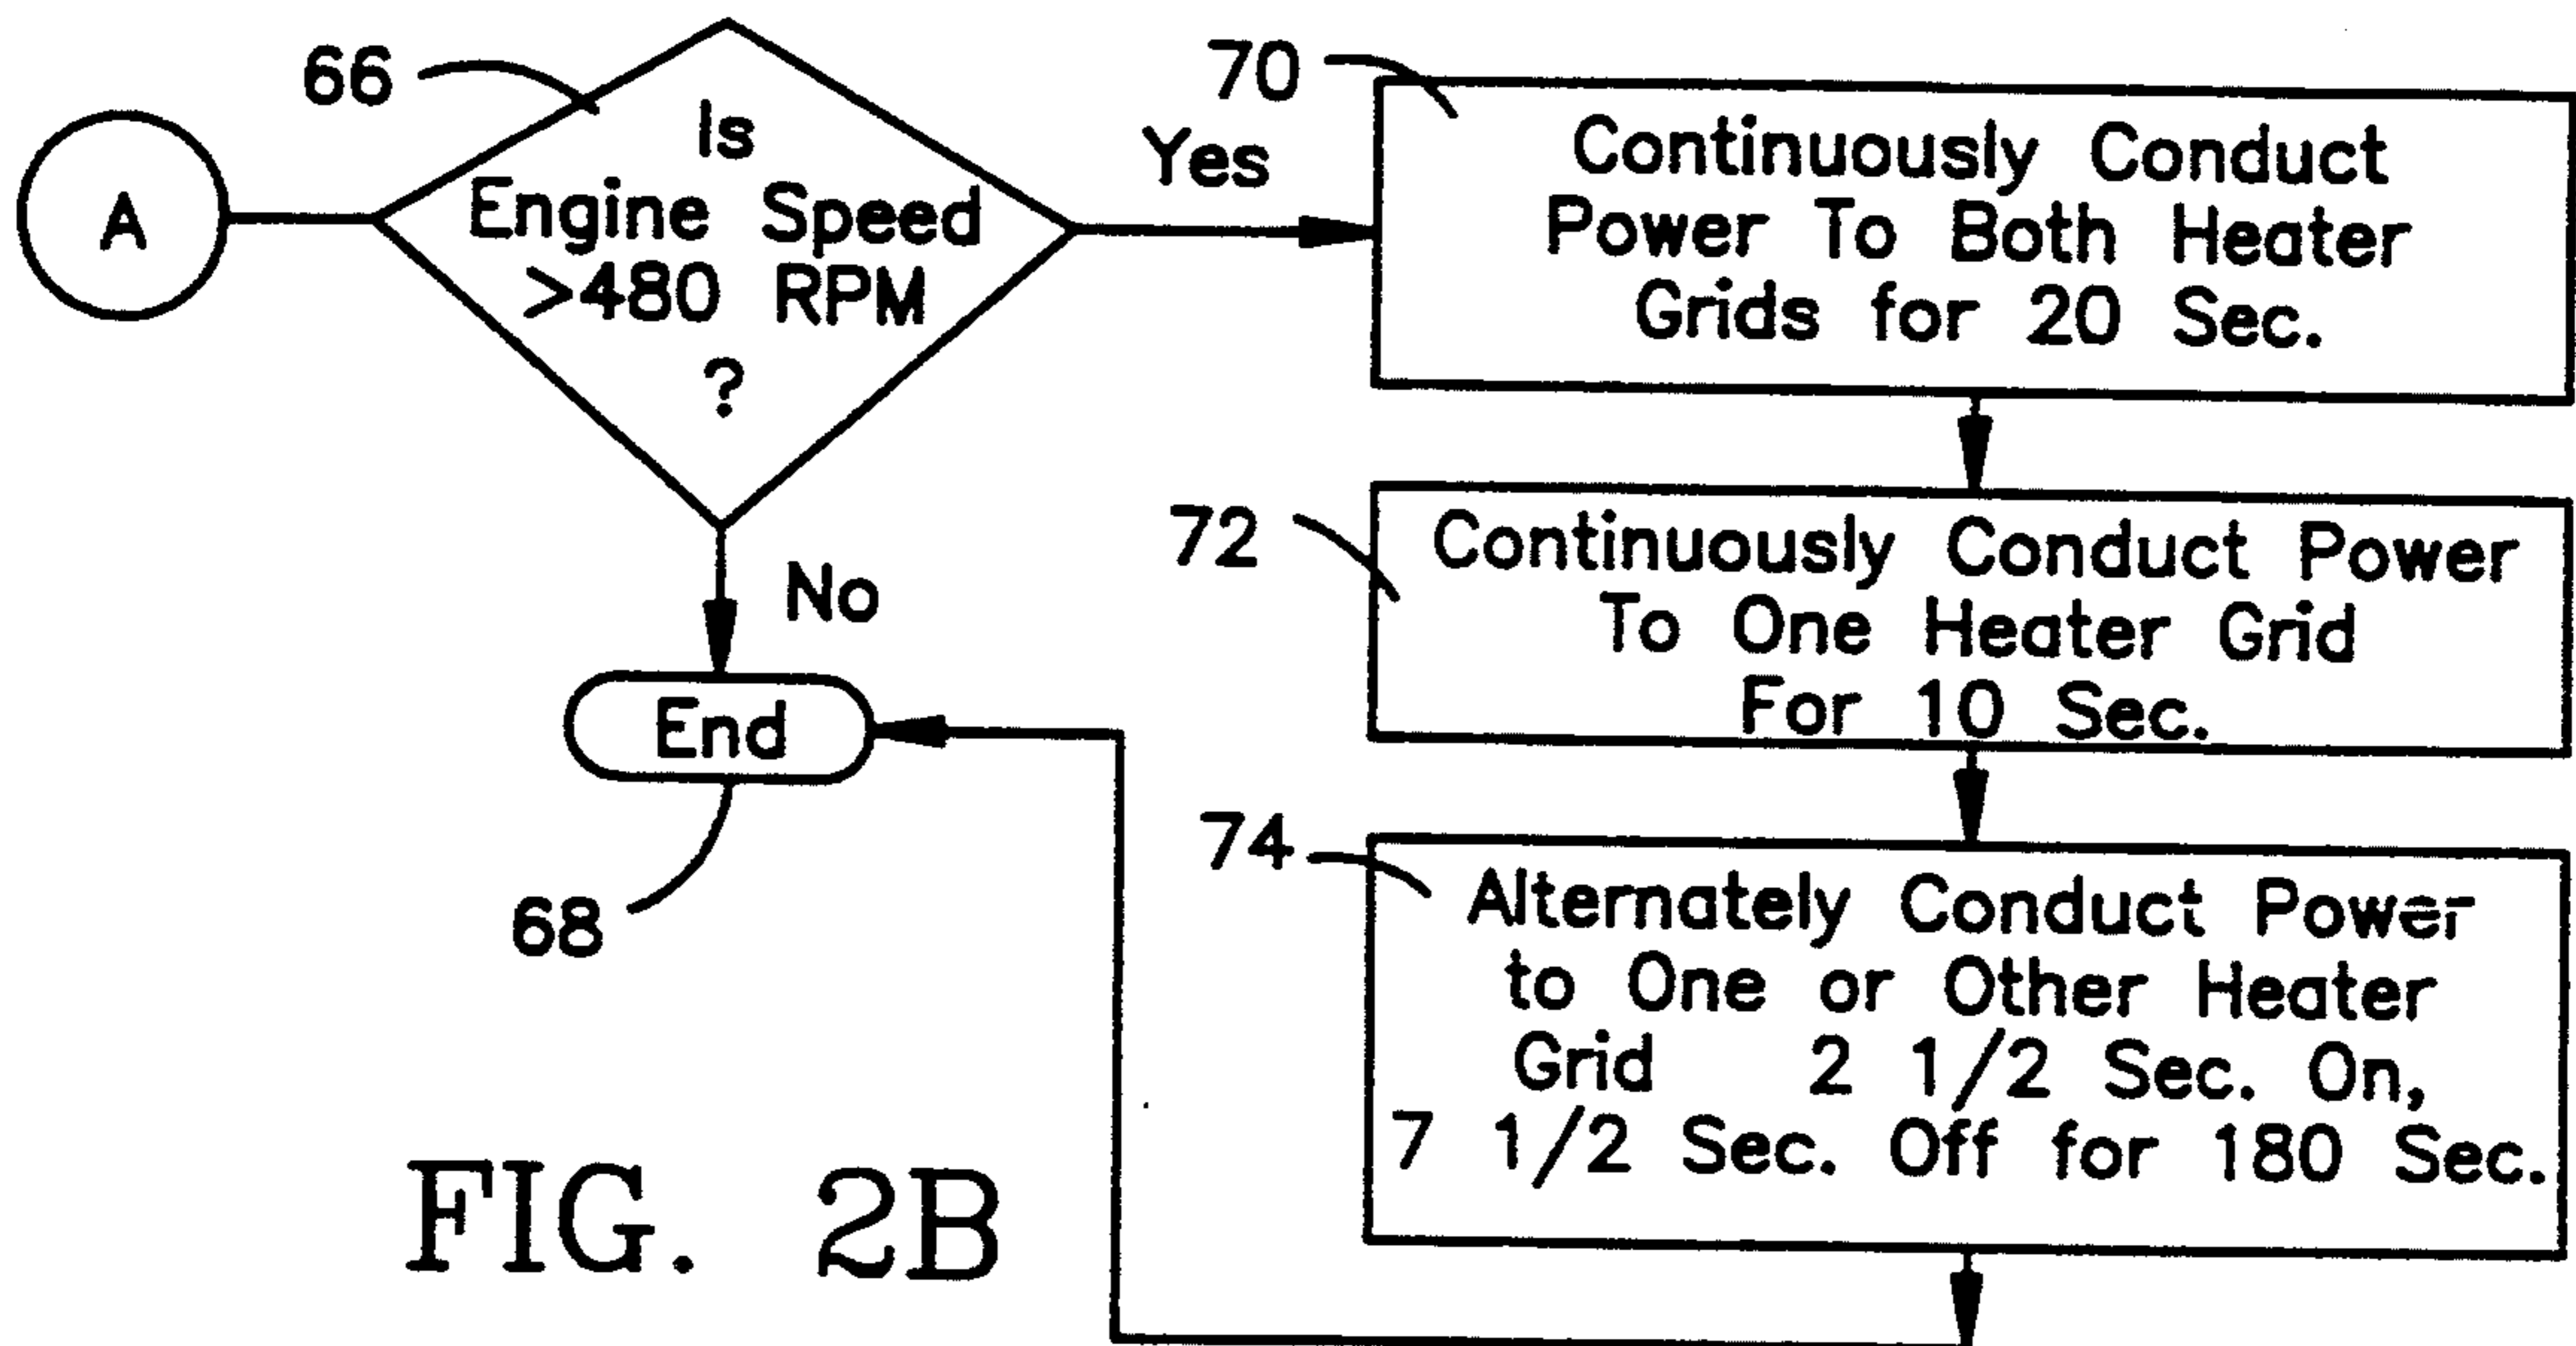 A
66
Is
Engine Speed
>480 RPM
?
Yes
No
End
68
70
Continuously Conduct
Power To Both Heater
Grids for 20 Sec.
72
Continuously Conduct Power
To One Heater Grid
For 10 Sec.
74
Alternately Conduct Power
to One or Other Heater
Grid 2 1/2 Sec. On,
7 1/2 Sec. Off for 180 Sec.
FIG. 2B